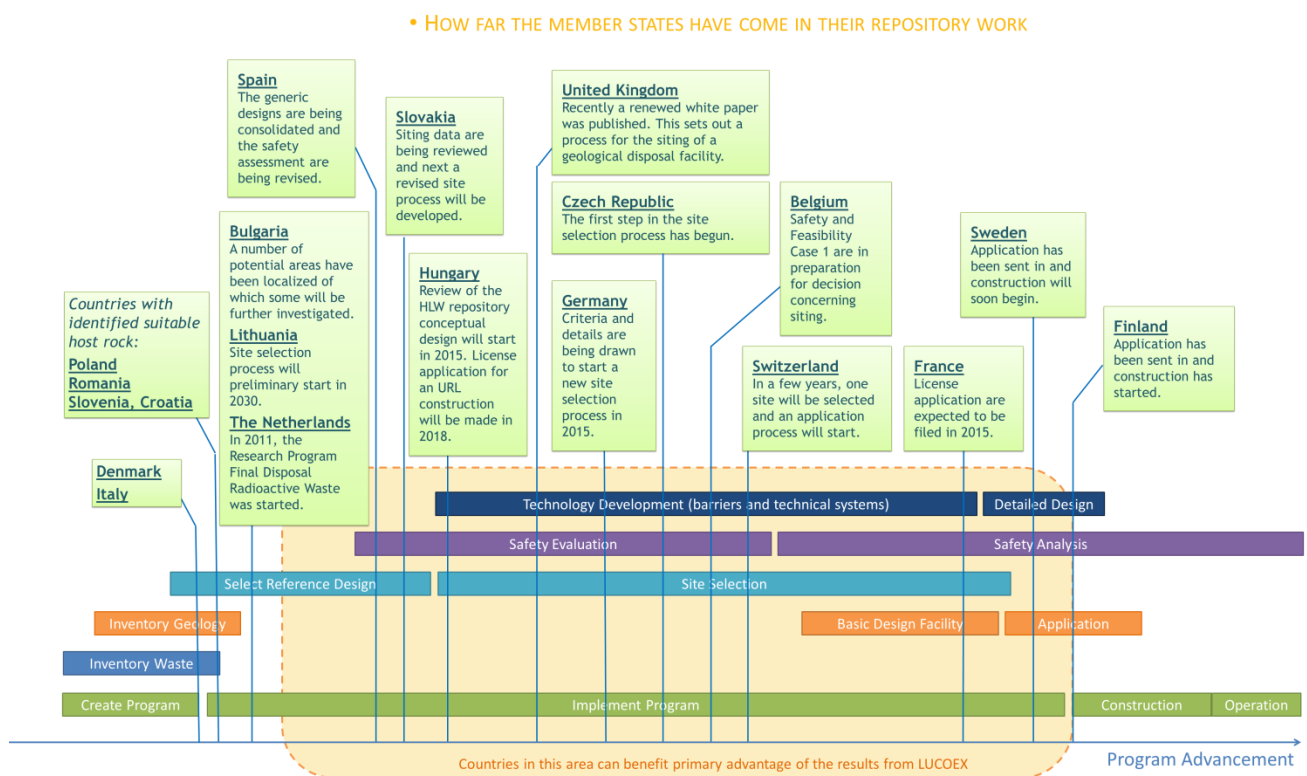 • HOW FAR THE MEMBER STATES HAVE COME IN THEIR REPOSITORY WORK
Spain
The generic
designs are being
consolidated and
the safety
assessment are
being revised.
Slovakia
Siting data are
being reviewed
and next a
revised site
process will be
developed.
United Kingdom
Recently a renewed white paper
was published. This sets out a
process for the siting of a
geological disposal facility.
Czech Republic
The first step in the site
selection process has begun.
Belgium
Safety and
Feasibility
Case 1 are in
preparation
for decision
concerning
siting.
Sweden
Application has
been sent in and
construction will
soon begin.
Bulgaria
A number of
potential areas have
been localized of
which some will be
further investigated.
Lithuania
Site selection
process will
preliminary start in
2030.
The Netherlands
In 2011, the
Research Program
Final Disposal
Radioactive Waste
was started.
Hungary
Review of the
HLW repository
conceptual
design will start
in 2015. License
application for
an URL
construction
will be made in
2018.
Germany
Criteria and
details are
being drawn
to start a
new site
selection
process in
2015.
Countries with
identified suitable
host rock:
Poland
Romania
Slovenia, Croatia
Switzerland
In a few years, one
site will be selected
and an application
process will start.
France
License
application are
expected to be
filed in 2015.
Finland
Application has
been sent in and
construction has
started.
Denmark
Italy
Technology Development (barriers and technical systems)
Detailed Design
Safety Evaluation
Safety Analysis
Select Reference Design
Site Selection
Inventory Geology
Basic Design Facility
Application
Inventory Waste
Create Program
Implement Program
Construction
Operation
Program Advancement
Countries in this area can benefit primary advantage of the results from LUCOEX